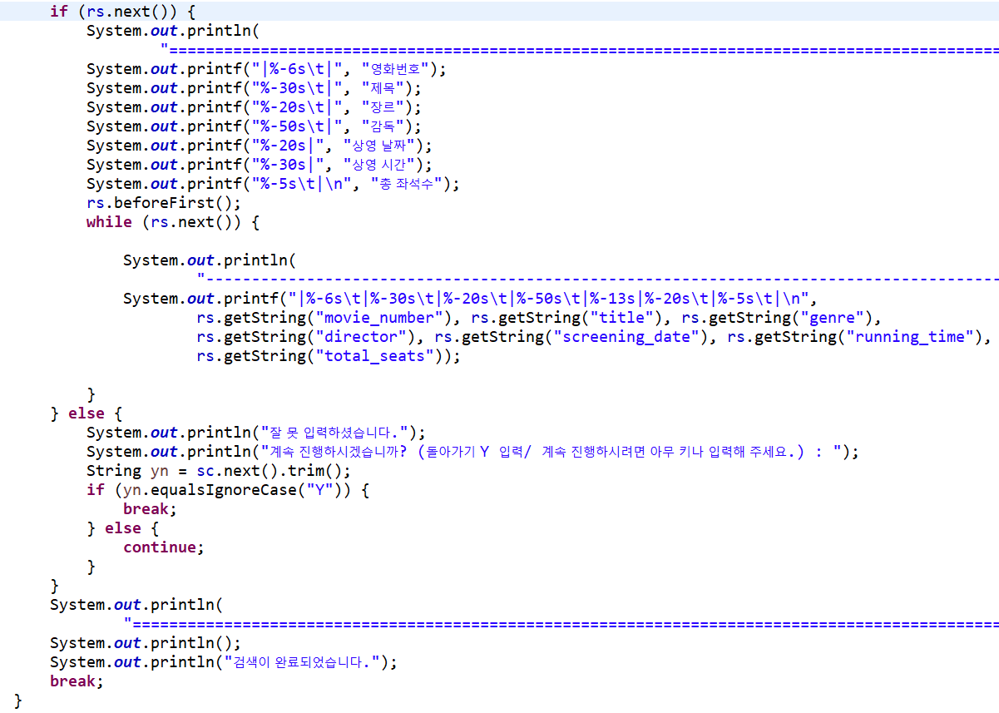 if (rs.next()) {
System.out.println(
"==============================================================================================
System.out.printf("|%-6s\t|", "영화번호");
System.out.printf("%-30s\t|", "제목");
System.out.printf("%-20s\t|", "장르");
System.out.printf("%-50s\t|", "감독");
System.out.printf("%-20s|", "상영 날짜");
System.out.printf("%-30s|", "상영 시간");
System.out.printf("%-5s\t|\n", "총 좌석수");
rs.beforeFirst();
while (rs.next()) {
System.out.println(
"---------------------------------------------------------------------------------------
System.out.printf("|%-6s\t|%-30s\t|%-20s\t|%-50s\t|%-13s|%-20s\t|%-5s\t|\n",
rs.getString("movie_number"), rs.getString("title"), rs.getString("genre"),
rs.getString("director"), rs.getString("screening_date"), rs.getString("running_time"),
rs.getString("total_seats"));
}
} else {
System.out.println("잘 못 입력하셨습니다.");
System.out.println("계속 진행하시겠습니까? (돌아가기 Y 입력/ 계속 진행하시려면 아무 키나 입력해 주세요.) : ");
String yn = sc.next().trim();
if (yn.equalsIgnoreCase("Y")) {
break;
} else {
continue;
}
}
System.out.println(
"===============================================================================================
System.out.println();
System.out.println("검색이 완료되었습니다.");
break;
}